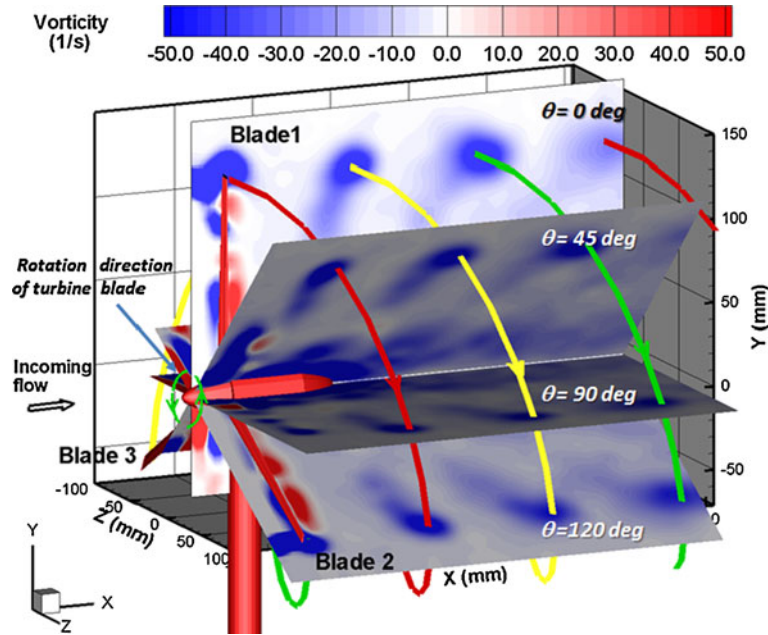 Vorticity
(1/s)
-50.0 -40.0 -30.0 -20.0 -10.0 0.0 10.0 20.0 30.0 40.0 50.0
Blade1
θ= 0 deg
150
100
θ= 45 deg
Rotation direction
of turbine blade
50
Y (mm)
0
Incoming
flow
θ= 90 deg
Blade 3
-50
-100
-50
Z (mm)
0
50
100
0
θ=120 deg
Blade 2
X (mm)
Y
X
Z